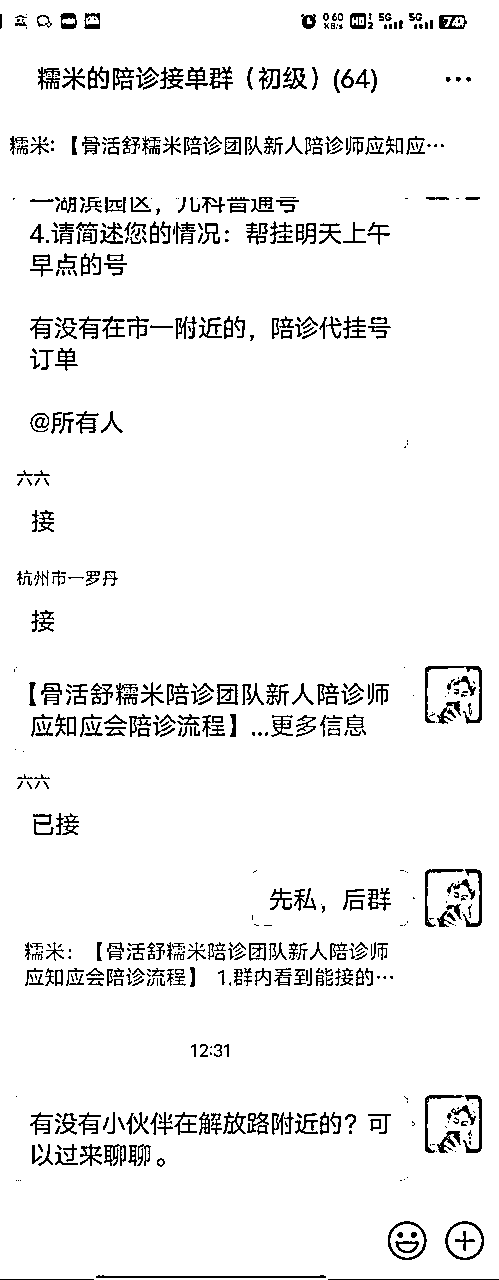 0.60 KB/s HD 1 2 5G 5G 74
糯米的陪诊接单群（初级）(64)
糯米:【骨活舒糯米陪诊团队新人陪诊师应知应…
一湖滨园区，儿科普通号
4.请简述您的情况：帮挂明天上午
早点的号
有没有在市一附近的，陪诊代挂号
订单
@所有人
六六
接
杭州市一罗丹
接
【骨活舒糯米陪诊团队新人陪诊师
应知应会陪诊流程】...更多信息
六六
已接
先私，后群
糯米：【骨活舒糯米陪诊团队新人陪诊师
应知应会陪诊流程】 1.群内看到能接的…
12:31
有没有小伙伴在解放路附近的？可
以过来聊聊。